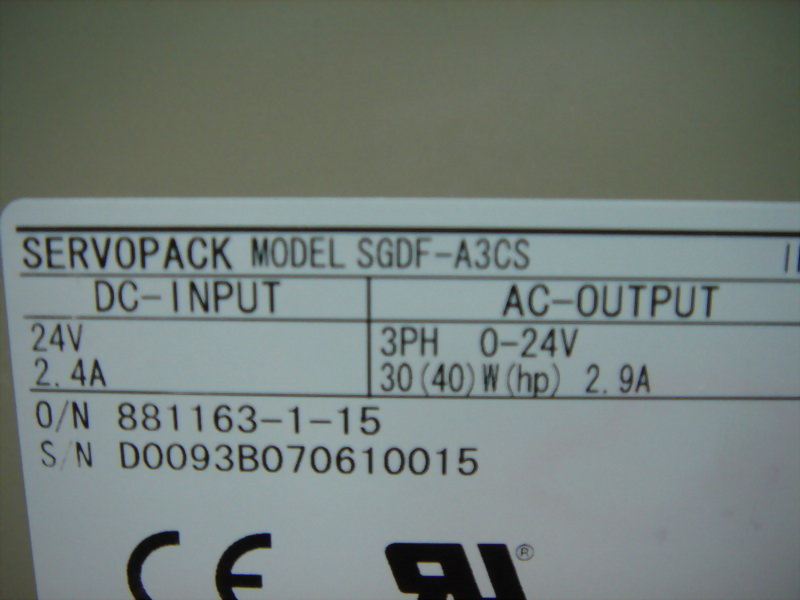 SERVOPACK MODEL SGDF-A3CS
DC-INPUT AC-OUTPUT
24V 3PH 0-24V
2.4A 30(40)W(hp) 2.9A
O/N 881163-1-15
S/N D0093B070610015
CE RU ®